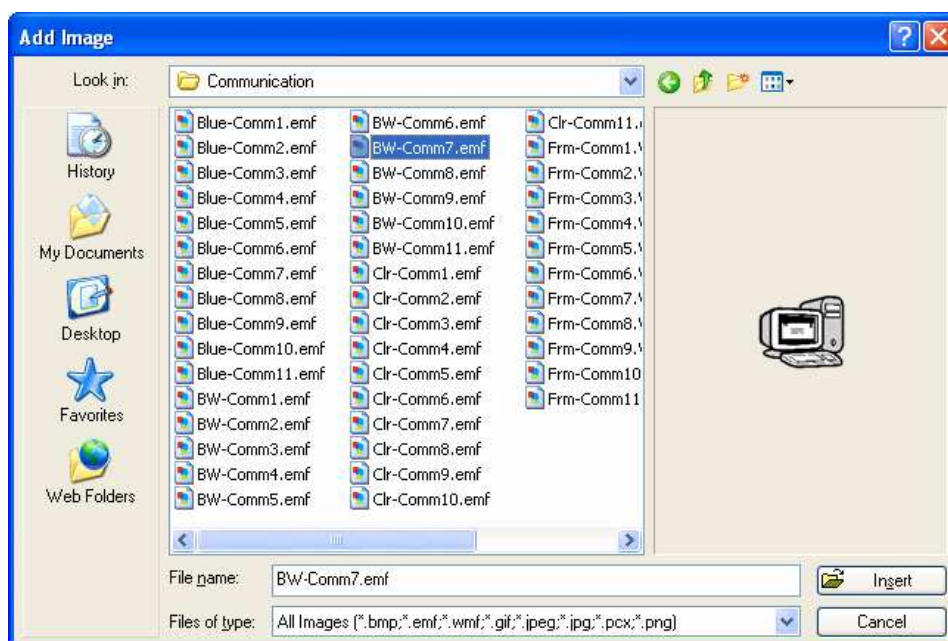 Add Image
Look in:
Communication
History
My Documents
Desktop
Favorites
Web Folders
Blue-Comm1.emf
Blue-Comm2.emf
Blue-Comm3.emf
Blue-Comm4.emf
Blue-Comm5.emf
Blue-Comm6.emf
Blue-Comm7.emf
Blue-Comm8.emf
Blue-Comm9.emf
Blue-Comm10.emf
Blue-Comm11.emf
BW-Comm1.emf
BW-Comm2.emf
BW-Comm3.emf
BW-Comm4.emf
BW-Comm5.emf
BW-Comm6.emf
BW-Comm7.emf
BW-Comm8.emf
BW-Comm9.emf
BW-Comm10.emf
BW-Comm11.emf
Clr-Comm1.emf
Clr-Comm2.emf
Clr-Comm3.emf
Clr-Comm4.emf
Clr-Comm5.emf
Clr-Comm6.emf
Clr-Comm7.emf
Clr-Comm8.emf
Clr-Comm9.emf
Clr-Comm10.emf
Clr-Comm11.
Frm-Comm1.
Frm-Comm2.
Frm-Comm3.
Frm-Comm4.
Frm-Comm5.
Frm-Comm6.
Frm-Comm7.
Frm-Comm8.
Frm-Comm9.
Frm-Comm10
Frm-Comm11
File name:
BW-Comm7.emf
Insert
Files of type:
All Images (*.bmp;*.emf;*.wmf;*.gif;*.jpeg;*.jpg;*.pcx;*.png)
Cancel